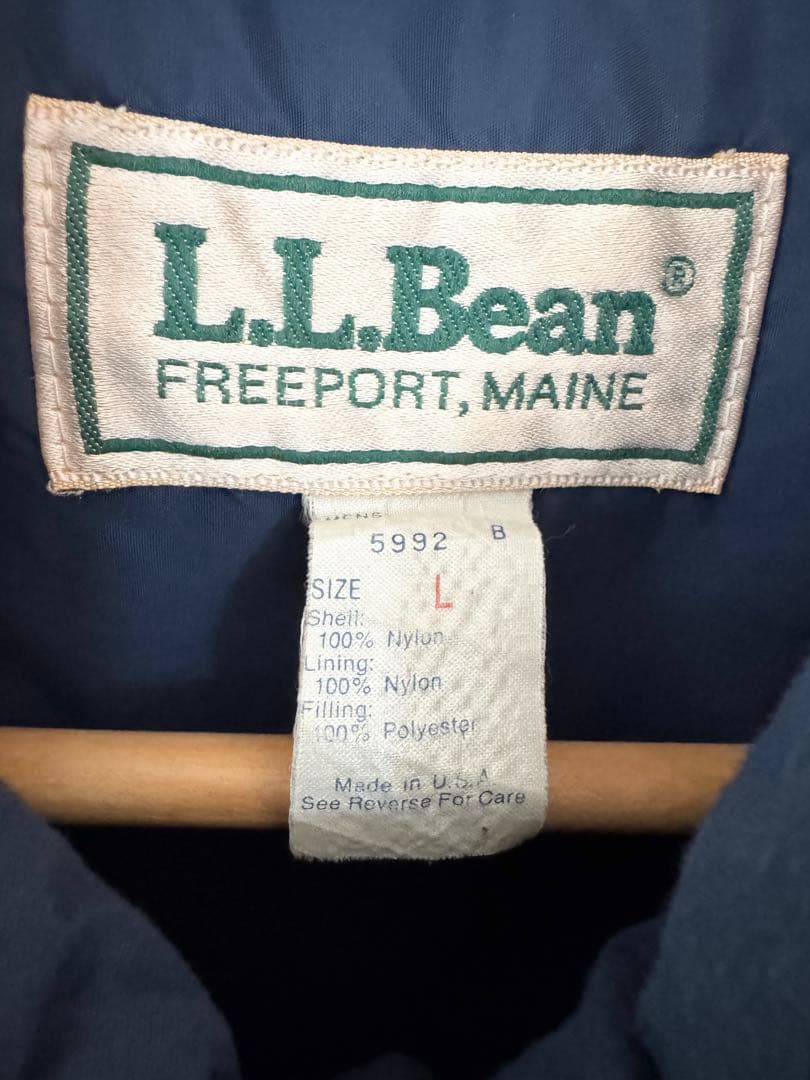 L.L.Bean®
FREEPORT, MAINE
MENS
5992 B
SIZE L
Shell:
100% Nylon
Lining:
100% Nylon
Filling:
100% Polyester
Made in U.S.A
See Reverse For Care